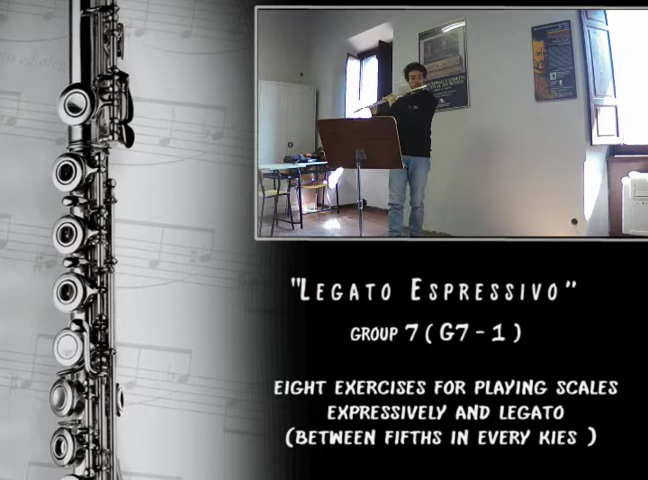 "LEGATO ESPRESSIVO"
GROUP 7 ( G7 - 1 )
EIGHT EXERCISES FOR PLAYING SCALES
EXPRESSIVELY AND LEGATO
(BETWEEN FIFTHS IN EVERY KIES )